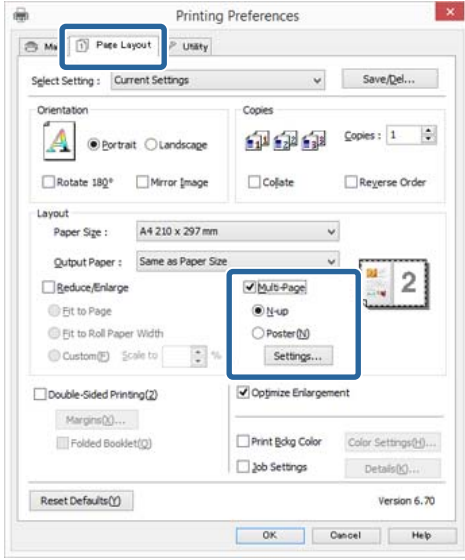 Printing Preferences
Ma
Page Layout
Utility
Select Setting : Current Settings Save/Del...
Orientation
Portrait Landscape
Rotate 180° Mirror Image
Copies
Copies : 1
Collate Reverse Order
Layout
Paper Size : A4 210 x 297 mm
Output Paper : Same as Paper Size
Reduce/Enlarge
Fit to Page
Fit to Roll Paper Width
Custom(F) Scale to %
Multi-Page
N-up
Poster(N)
Settings...
2
Double-Sided Printing(2)
Margins(X)...
Folded Booklet(Q)
Optimize Enlargement
Print Bckg Color Color Settings(H)...
Job Settings Details(K)...
Reset Defaults(Y) Version 6.70
OK Cancel Help